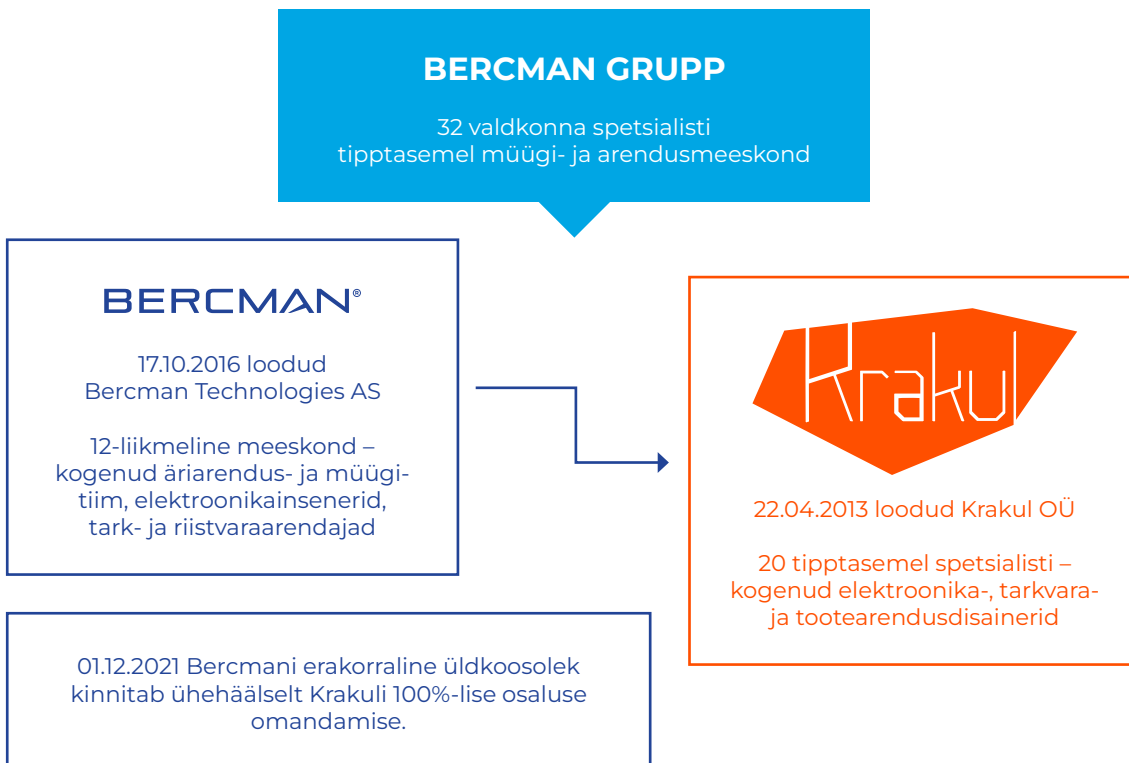 BERCMAN GRUPP
32 valdkonna spetsialisti
tipptasemel müügi- ja arendusmeeskond
BERCMAN®
17.10.2016 loodud
Bercman Technologies AS
12-liikmeline meeskond –
kogenud äriarendus- ja müügi-
tiim, elektroonikainsenerid,
tark- ja riistvaraarendajad
Krakul
22.04.2013 loodud Krakul OÜ
20 tipptasemel spetsialisti –
kogenud elektroonika-, tarkvara-
ja tootearendusdisainerid
01.12.2021 Bercmani erakorraline üldkoosolek
kinnitab ühehäälselt Krakuli 100%-lise osaluse
omandamise.